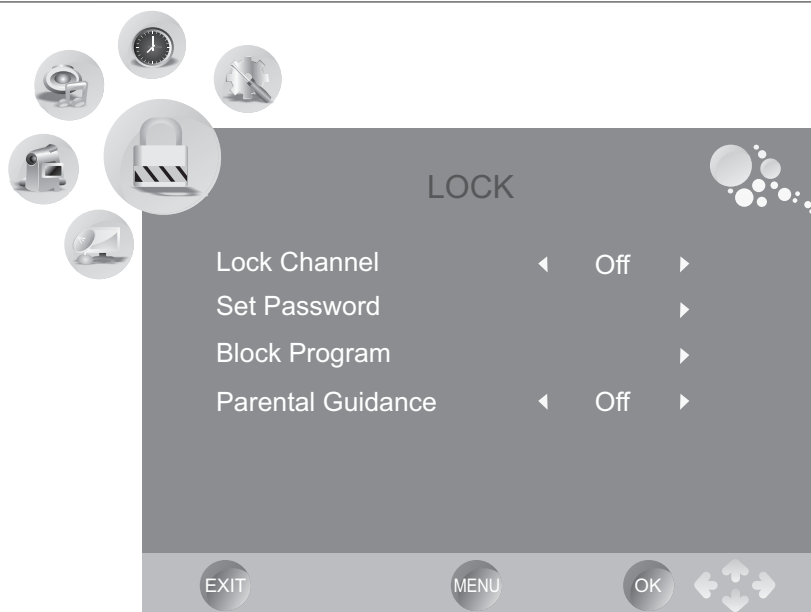 LOCK
Lock Channel Off
Set Password
Block Program
Parental Guidance Off
EXIT MENU OK